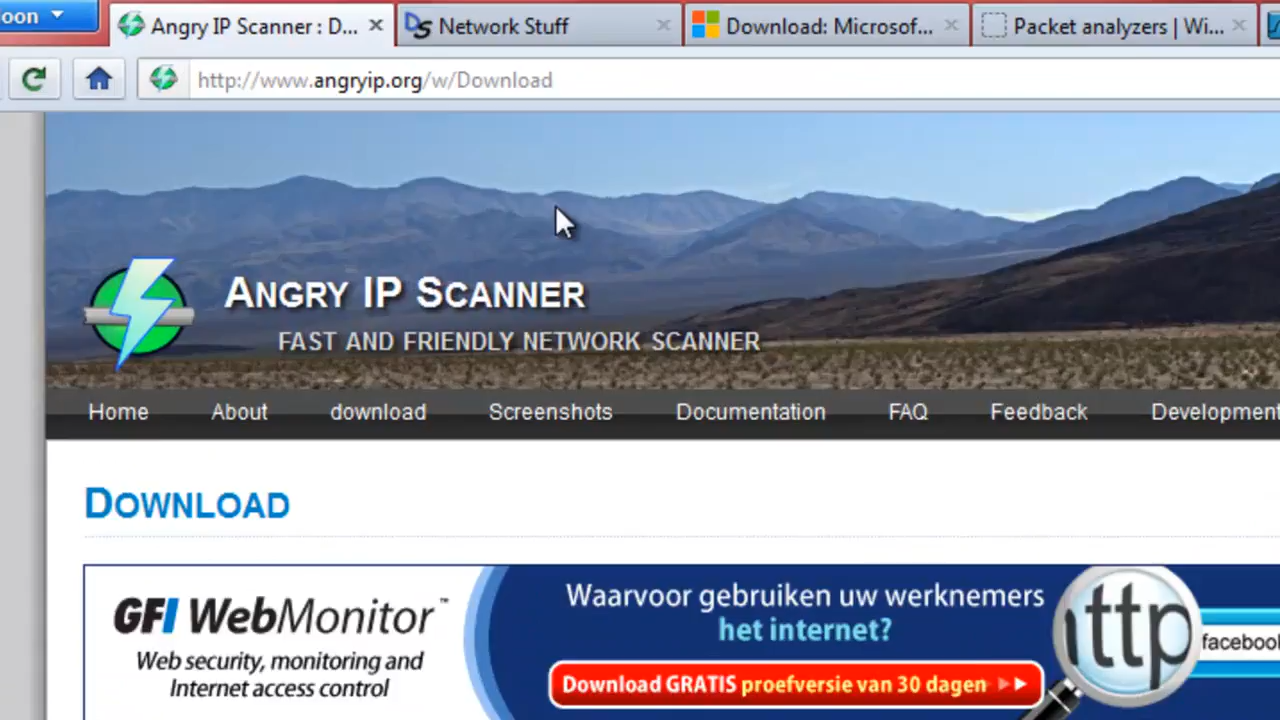 oon
Angry IP Scanner : D...
Network Stuff
Download: Microsof...
Packet analyzers | Wi...
http://www.angryip.org/w/Download
ANGRY IP SCANNER
FAST AND FRIENDLY NETWORK SCANNER
Home About download Screenshots Documentation FAQ Feedback Development
DOWNLOAD
GFI WebMonitor™
Web security, monitoring and
Internet access control
Waarvoor gebruiken uw werknemers
het internet?
Download GRATIS proefversie van 30 dagen
http
facebook